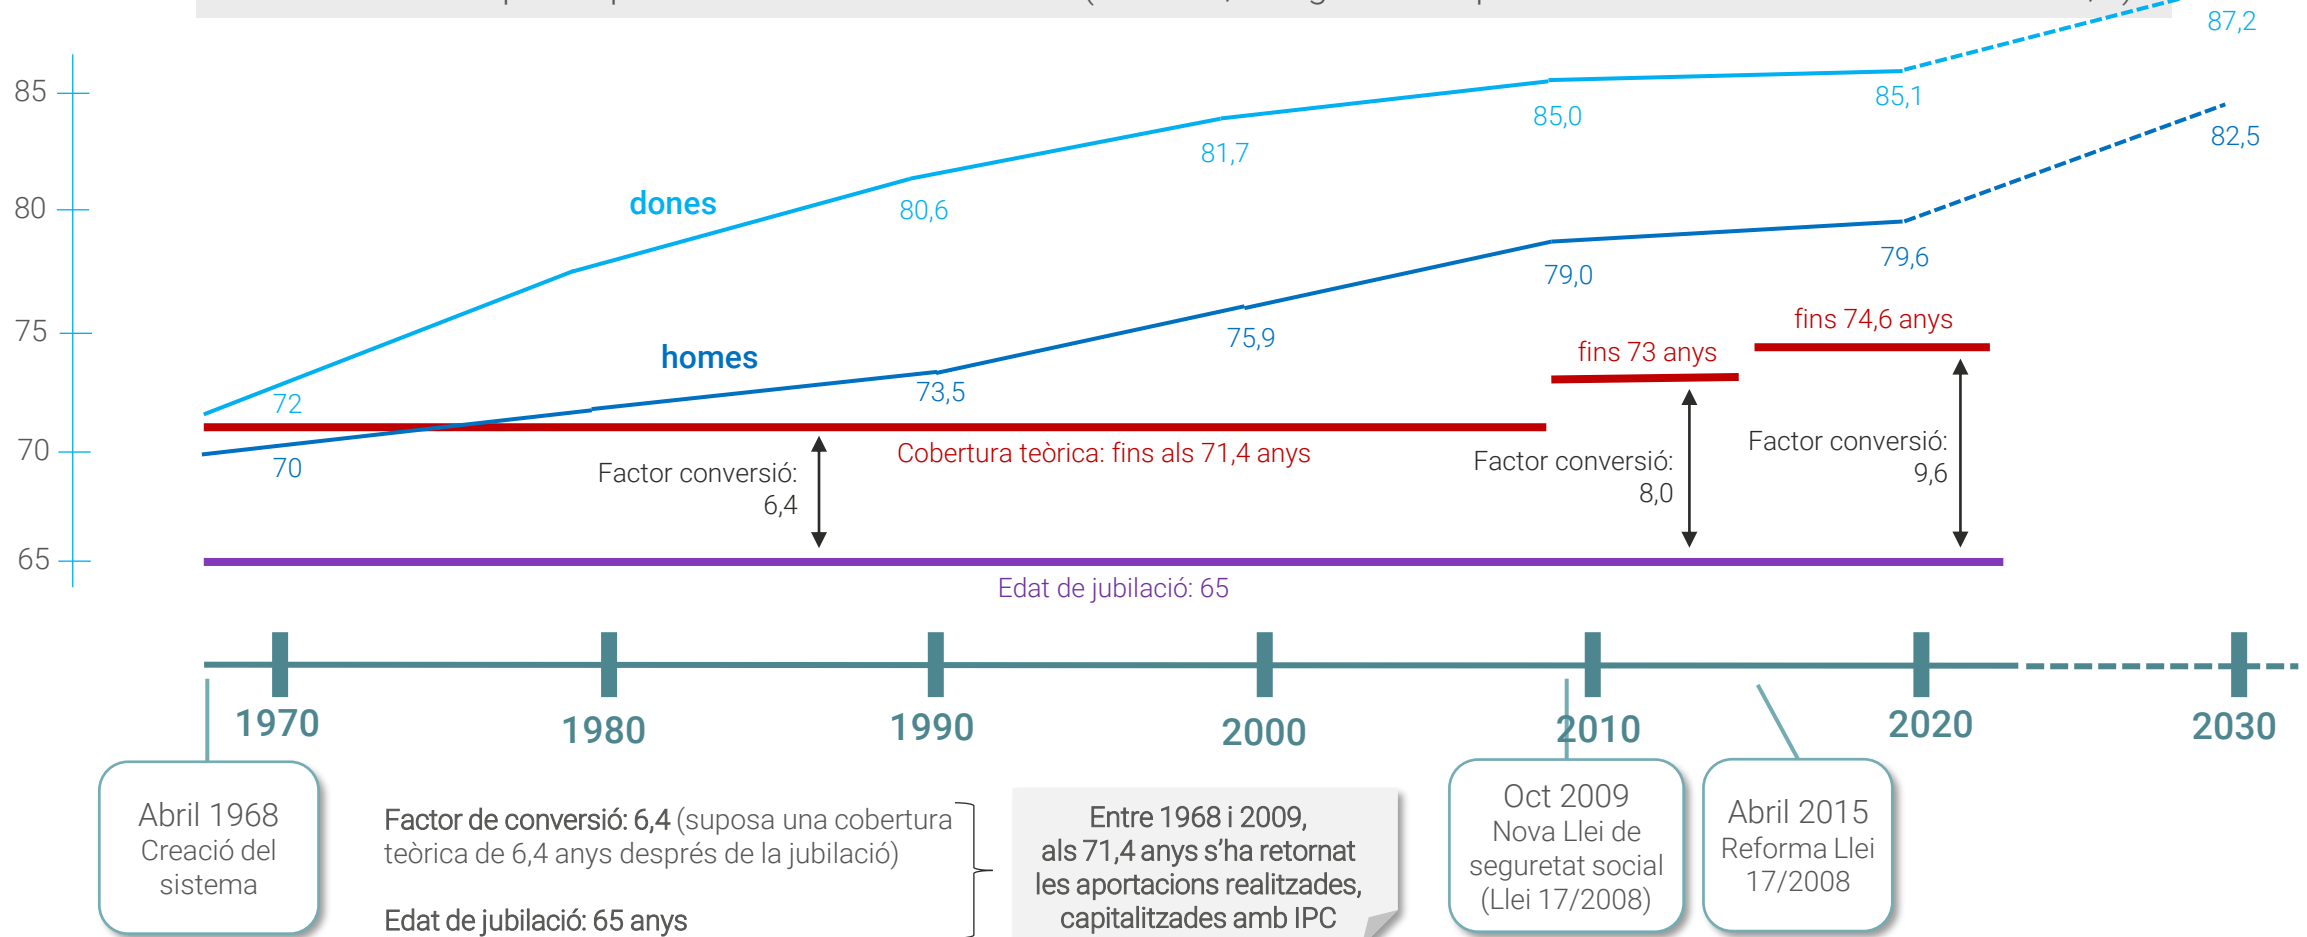 87,2
85
85,1
85,0
82,5
81,7
80
dones
80,6
79,6
79,0
75
75,9
fins 74,6 anys
fins 73 anys
homes
73,5
72
70
70
Cobertura teòrica: fins als 71,4 anys
Factor conversió:
6,4
Factor conversió:
8,0
Factor conversió:
9,6
65
Edat de jubilació: 65
1970
1980
1990
2000
2010
2020
2030
Abril 1968
Creació del
sistema
Factor de conversió: 6,4 (suposa una cobertura
teòrica de 6,4 anys després de la jubilació)
Edat de jubilació: 65 anys
Entre 1968 i 2009,
als 71,4 anys s’ha retornat
les aportacions realitzades,
capitalitzades amb IPC
Oct 2009
Nova Llei de
seguretat social
(Llei 17/2008)
Abril 2015
Reforma Llei
17/2008